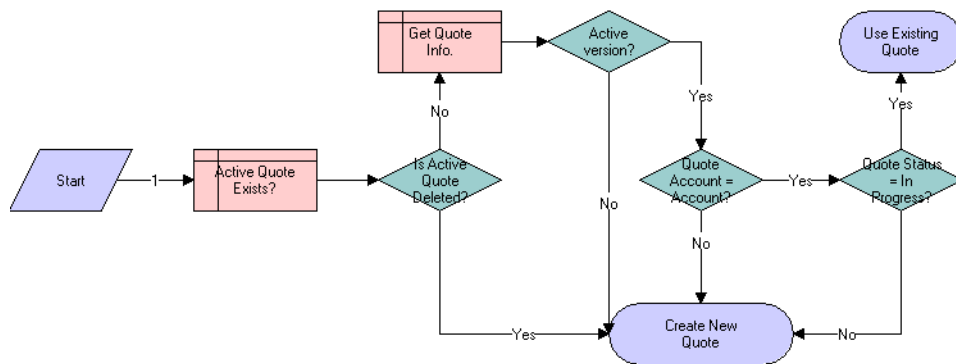 Get Quote
Info.
Active
version?
Use Existing
Quote
No
Yes
Yes
Start
1
Active Quote
Exists?
Is Active
Quote
Deleted?
No
Quote
Account =
Account?
Yes
Quote Status
= In
Progress?
No
Yes
Create New
Quote
No